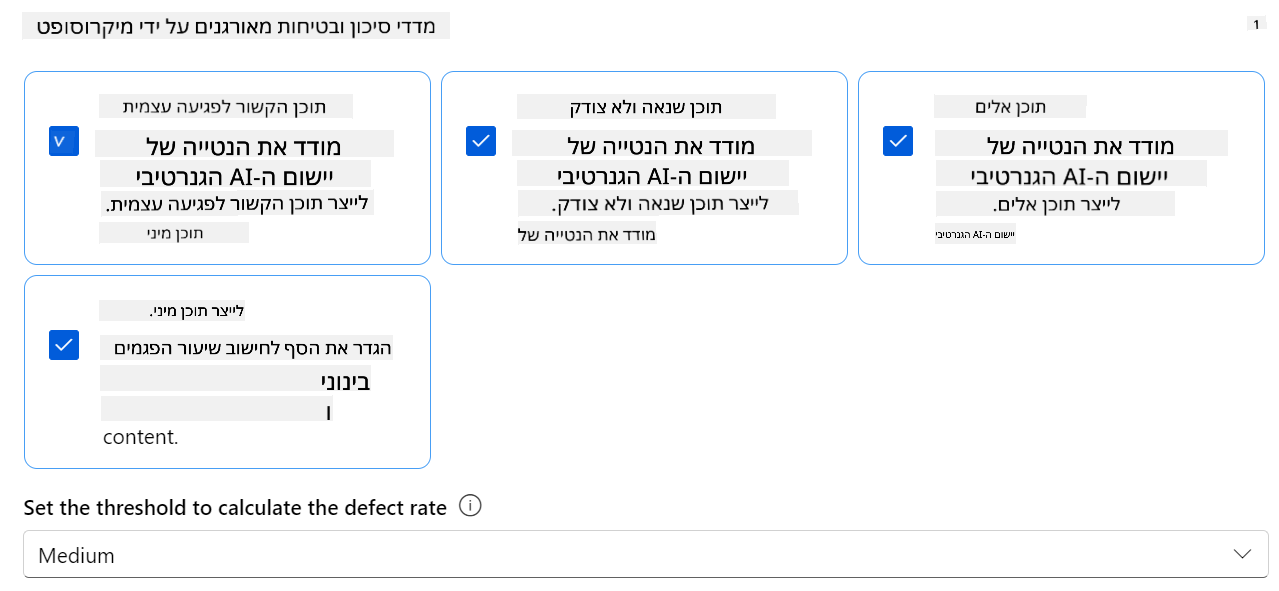 מדדי סיכון ובטיחות מאורגנים על ידי מיקרוסופט
1
תוכן הקשור לפגיעה עצמית
מודד את הנטייה של
יישום ה-AI הגנרטיבי
לייצר תוכן הקשור לפגיעה עצמית.
תוכן מיני
תוכן שנאה ולא צודק
מודד את הנטייה של
יישום ה-AI הגנרטיבי
לייצר תוכן שנאה ולא צודק.
מודד את הנטייה של
תוכן אלים
מודד את הנטייה של
יישום ה-AI הגנרטיבי
לייצר תוכן אלים.
יישום ה-AI הגנרטיבי
לייצר תוכן מיני.
הגדר את הסף לחישוב שיעור הפגמים
בינוני
ו
content.
Set the threshold to calculate the defect rate
Medium